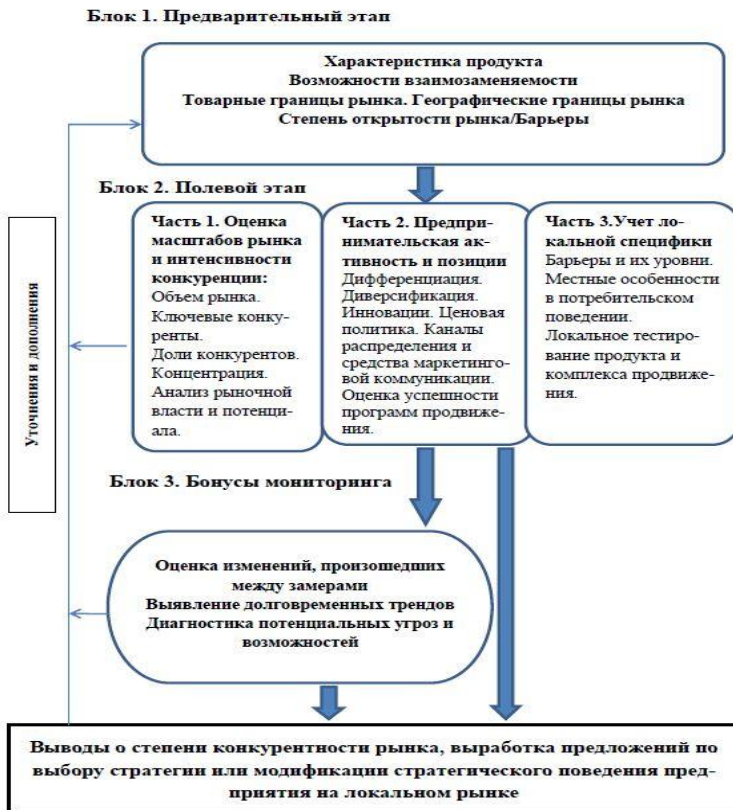 Блок 1. Предварительный этап
Характеристика продукта
Возможности взаимозаменяемости
Товарные границы рынка. Географические границы рынка
Степень открытости рынка/Барьеры
Блок 2. Полевой этап
Часть 1. Оценка
масштабов рынка
и интенсивности
конкуренции:
Объем рынка.
Ключевые конку-
ренты.
Доли конкурентов.
Концентрация.
Анализ рыночной
власти и потенци-
ала.
Часть 2. Предпри-
нимательская ак-
тивность и позиции
Дифференциация.
Диверсификация.
Инновации. Ценовая
политика. Каналы
распределения и
средства маркетинго-
вой коммуникации.
Оценка успешности
программ продвиже-
ния.
Часть 3.Учет ло-
кальной специфики
Барьеры и их уровни.
Местные особенности
в потребительском
поведении.
Локальное тестиро-
вание продукта и
комплекса продвиже-
ния.
Уточнения и дополнения
Блок 3. Бонусы мониторинга
Оценка изменений, произошедших
между замерами
Выявление долговременных трендов
Диагностика потенциальных угроз и
возможностей
Выводы о степени конкурентности рынка, выработка предложений по
выбору стратегии или модификации стратегического поведения пред-
приятия на локальном рынке